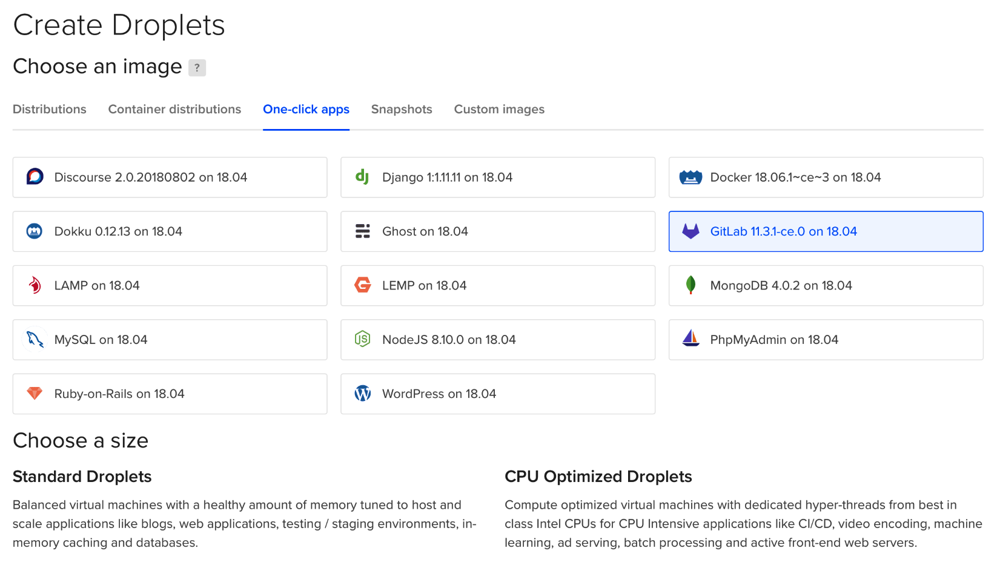 Create Droplets
Choose an image ?
Distributions Container distributions One-click apps Snapshots Custom images
Discourse 2.0.20180802 on 18.04
Django 1:1.11.11 on 18.04
Docker 18.06.1~ce~3 on 18.04
Dokku 0.12.13 on 18.04
Ghost on 18.04
GitLab 11.3.1-ce.0 on 18.04
LAMP on 18.04
LEMP on 18.04
MongoDB 4.0.2 on 18.04
MySQL on 18.04
NodeJS 8.10.0 on 18.04
PhpMyAdmin on 18.04
Ruby-on-Rails on 18.04
WordPress on 18.04
Choose a size
Standard Droplets
Balanced virtual machines with a healthy amount of memory tuned to host and
scale applications like blogs, web applications, testing / staging environments, in-
memory caching and databases.
CPU Optimized Droplets
Compute optimized virtual machines with dedicated hyper-threads from best in
class Intel CPUs for CPU Intensive applications like CI/CD, video encoding, machine
learning, ad serving, batch processing and active front-end web servers.